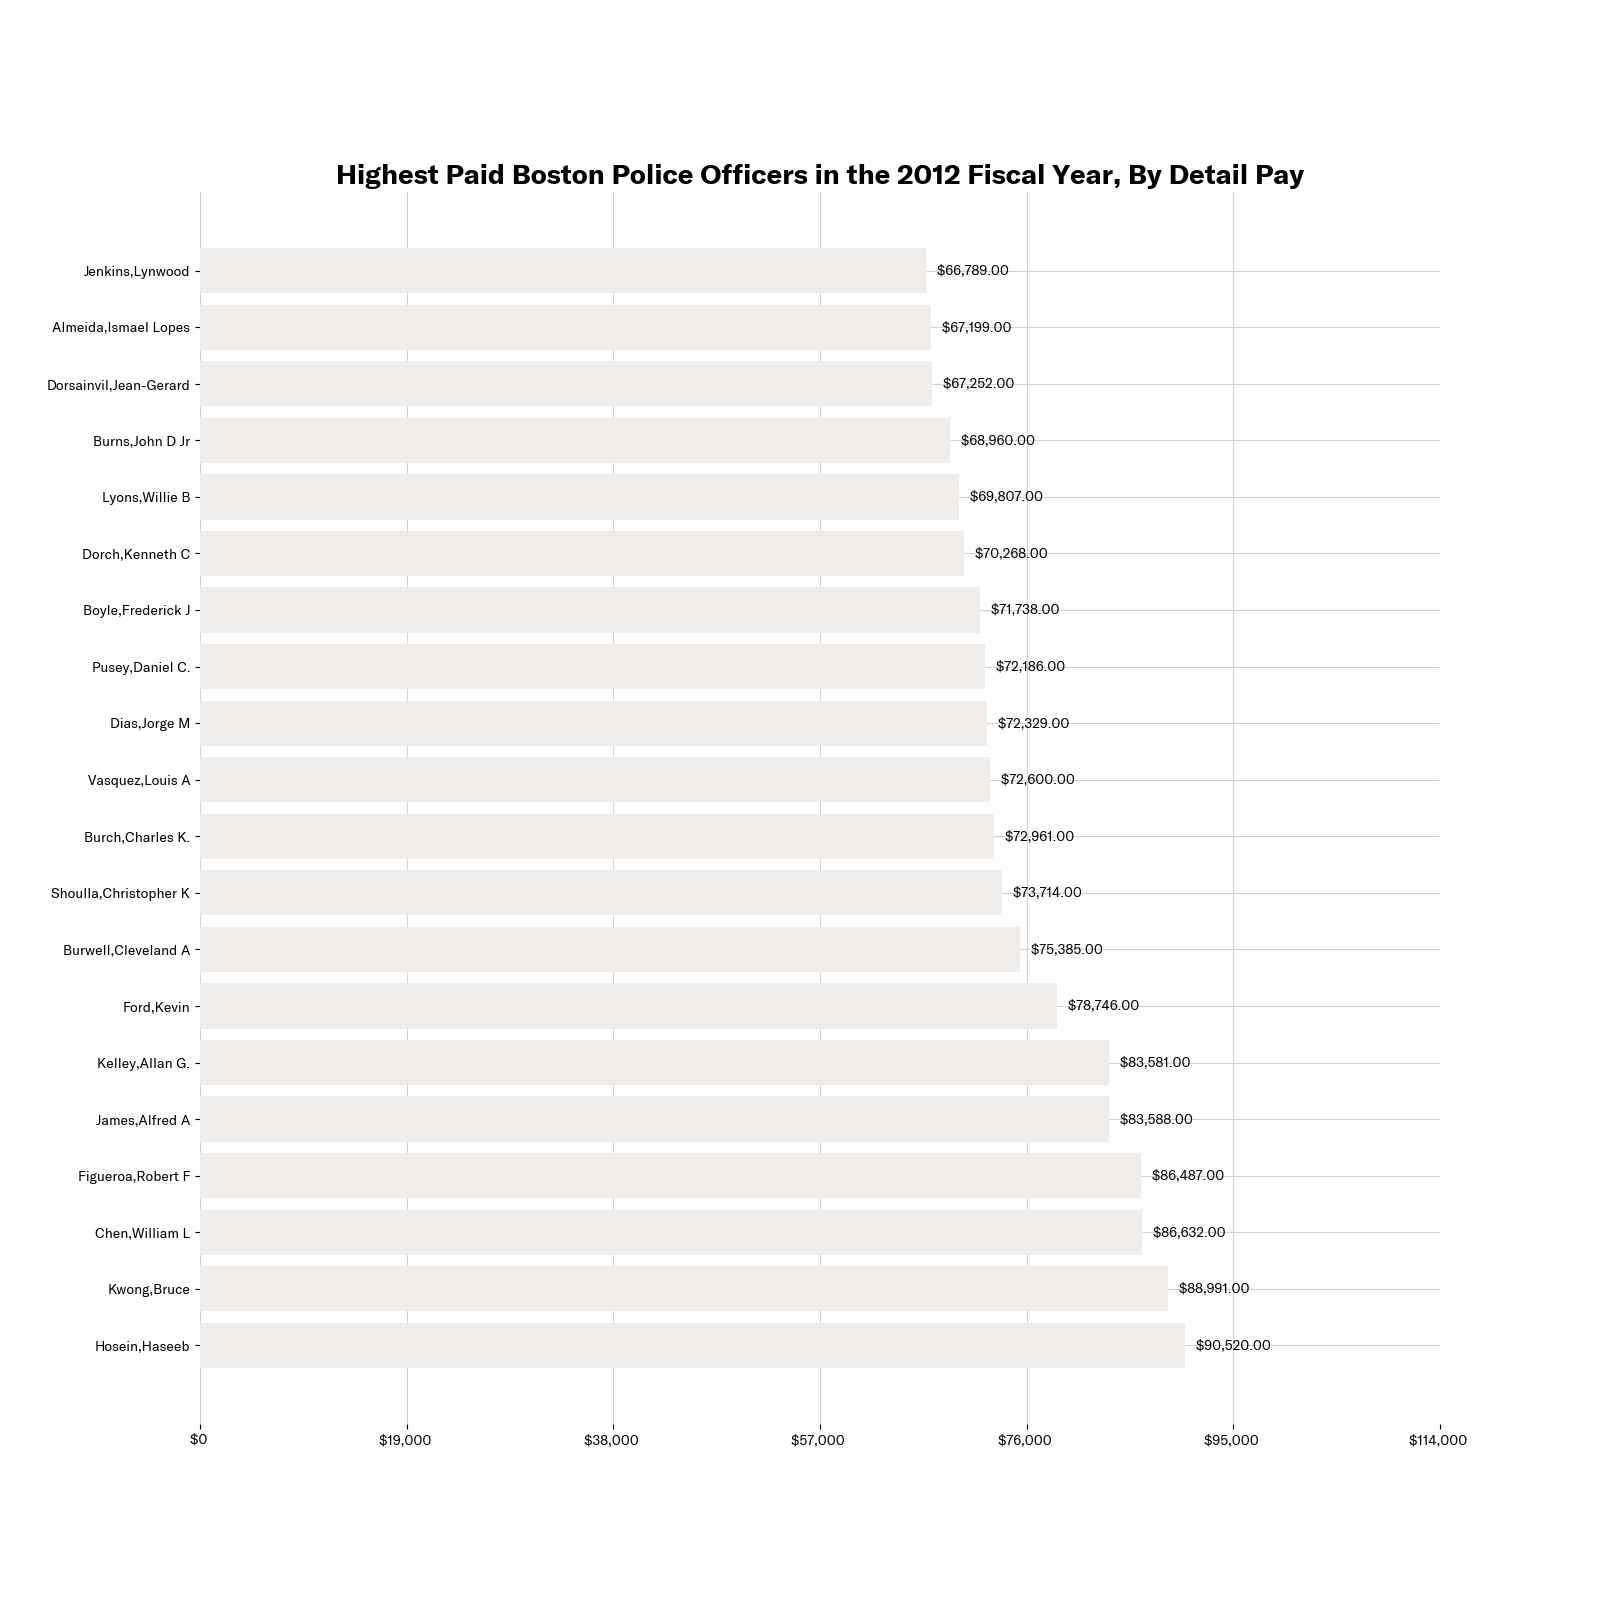 Highest Paid Boston Police Officers in the 2012 Fiscal Year, By Detail Pay
Jenkins,Lynwood $66,789.00
Almeida,Ismael Lopes $67,199.00
Dorsainvil,Jean-Gerard $67,252.00
Burns,John D Jr $68,960.00
Lyons,Willie B $69,807.00
Dorch,Kenneth C $70,268.00
Boyle,Frederick J $71,738.00
Pusey,Daniel C. $72,186.00
Dias,Jorge M $72,329.00
Vasquez,Louis A $72,600.00
Burch,Charles K. $72,961.00
Shoulla,Christopher K $73,714.00
Burwell,Cleveland A $75,385.00
Ford,Kevin $78,746.00
Kelley,Allan G. $83,581.00
James,Alfred A $83,588.00
Figueroa,Robert F $86,487.00
Chen,William L $86,632.00
Kwong,Bruce $88,991.00
Hosein,Haseeb $90,520.00
$0 $19,000 $38,000 $57,000 $76,000 $95,000 $114,000